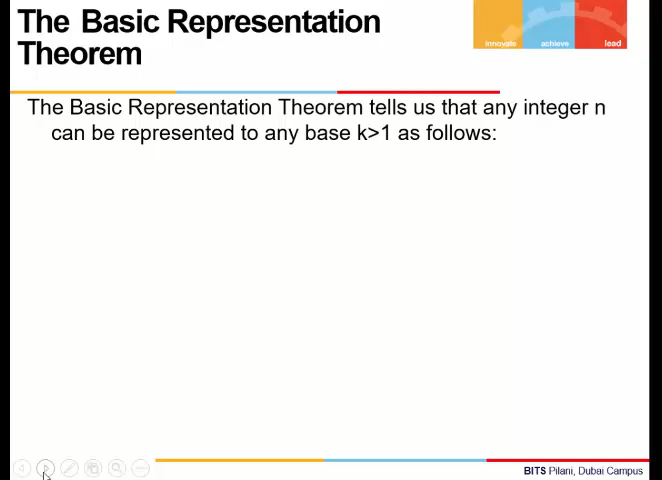 The Basic Representation
Theorem
innovate achieve lead
The Basic Representation Theorem tells us that any integer n
can be represented to any base k>1 as follows:
BITS Pilani, Dubai Campus